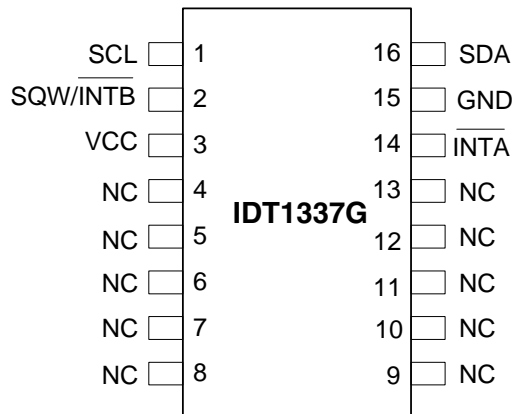 SCL 1 16 SDA
SQW/INTB 2 15 GND
VCC 3 14 INTA
NC 4 13 NC
IDT1337G
NC 5 12 NC
NC 6 11 NC
NC 7 10 NC
NC 8 9 NC